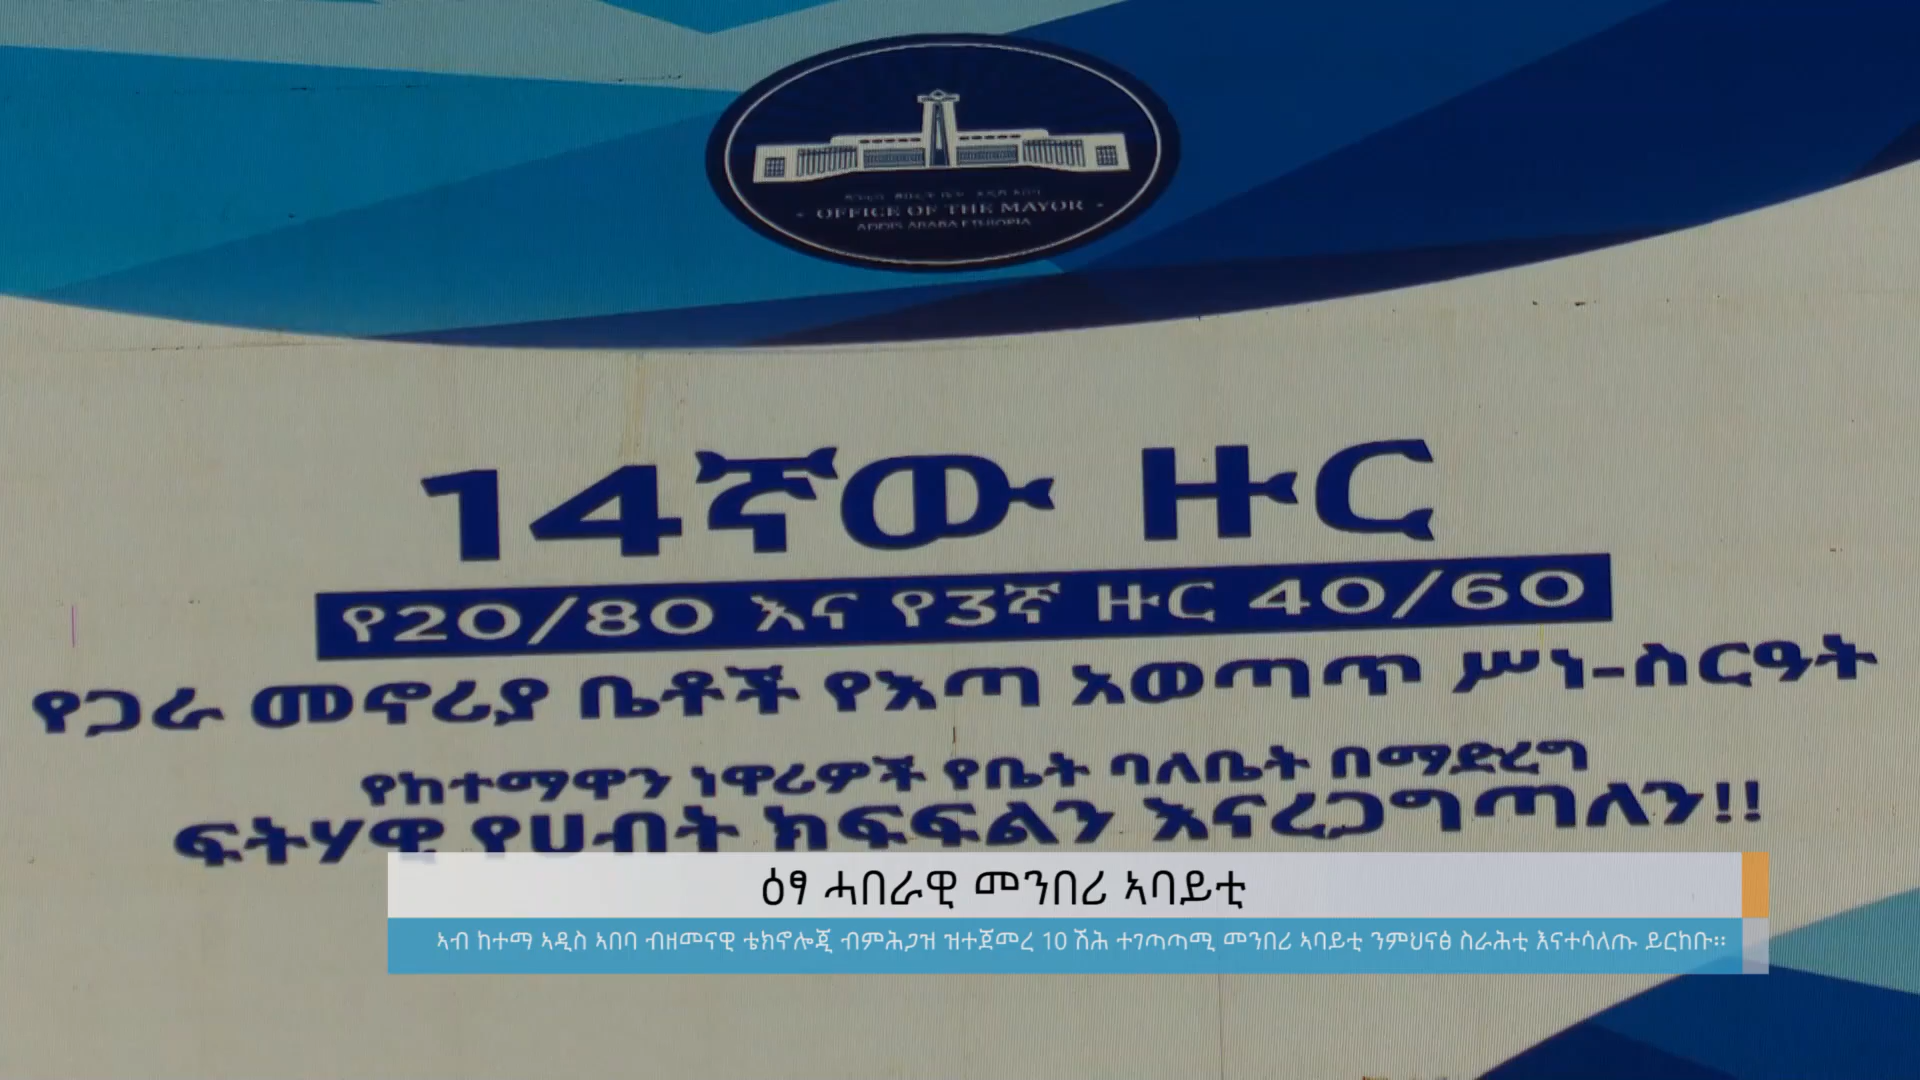 - OFFICE OF THE MAYOR -
ADDIS ABABA ETHIOPIA
14ኛው ዙር
የ20/80 እና የ3ኛ ዙር 40/60
የጋራ መኖሪያ ቤቶች የእጣ አወጣጥ ሥነ-ስርዓት
የከተማዋን ነዋሪዎች የቤት ባለቤት በማድረግ
ፍትሃዊ የሀብት ክፍፍልን እናረጋግጣለን!!
ዕፃ ሓበራዊ መንበሪ ኣባይቲ
ኣብ ከተማ ኣዲስ ኣበባ ብዘመናዊ ቴክኖሎጂ ብምሕጋዝ ዝተጀመረ 10 ሽሕ ተገጣጣሚ መንበሪ ኣባይቲ ንምህናፅ ስራሕቲ እናተሳለጡ ይርከቡ፡፡